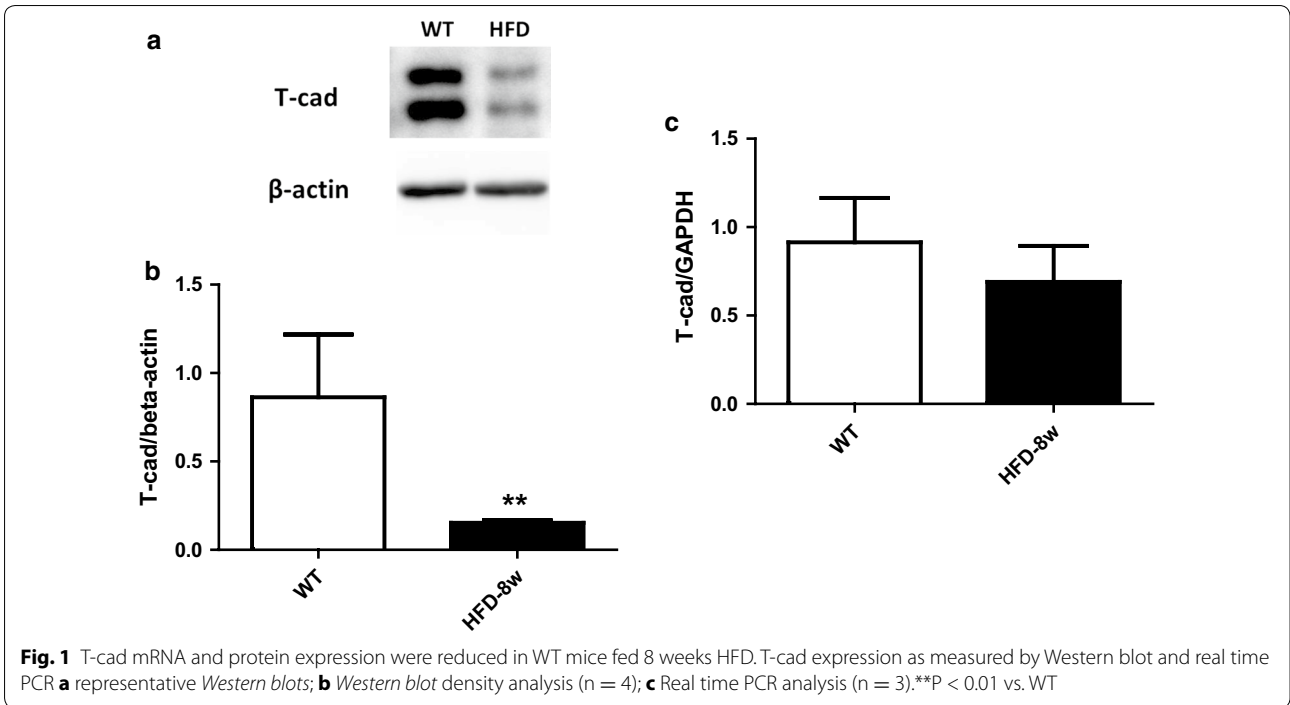 a
WT HFD
T-cad
β-actin
b
T-cad/beta-actin
1.5
1.0
0.5
0.0
**
WT
HFD-8w
c
T-cad/GAPDH
1.5
1.0
0.5
0.0
WT
HFD-8w
Fig. 1 T-cad mRNA and protein expression were reduced in WT mice fed 8 weeks HFD. T-cad expression as measured by Western blot and real time
PCR a representative Western blots; b Western blot density analysis (n = 4); c Real time PCR analysis (n = 3).**P < 0.01 vs. WT